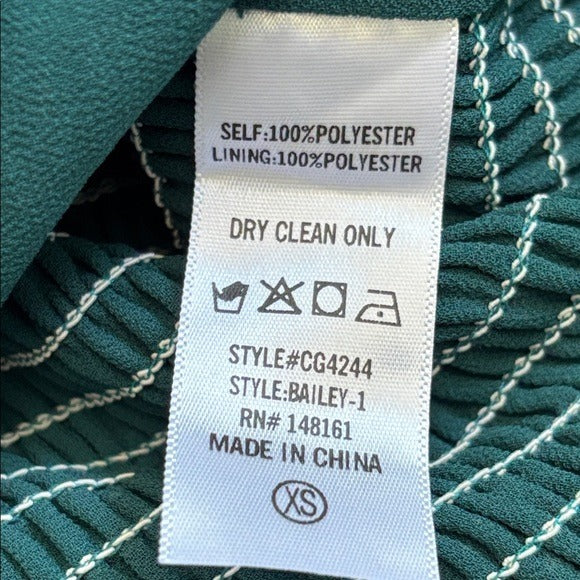 SELF:100%POLYESTER
LINING:100%POLYESTER
DRY CLEAN ONLY
STYLE#CG4244
STYLE:BAILEY-1
RN# 148161
MADE IN CHINA
XS